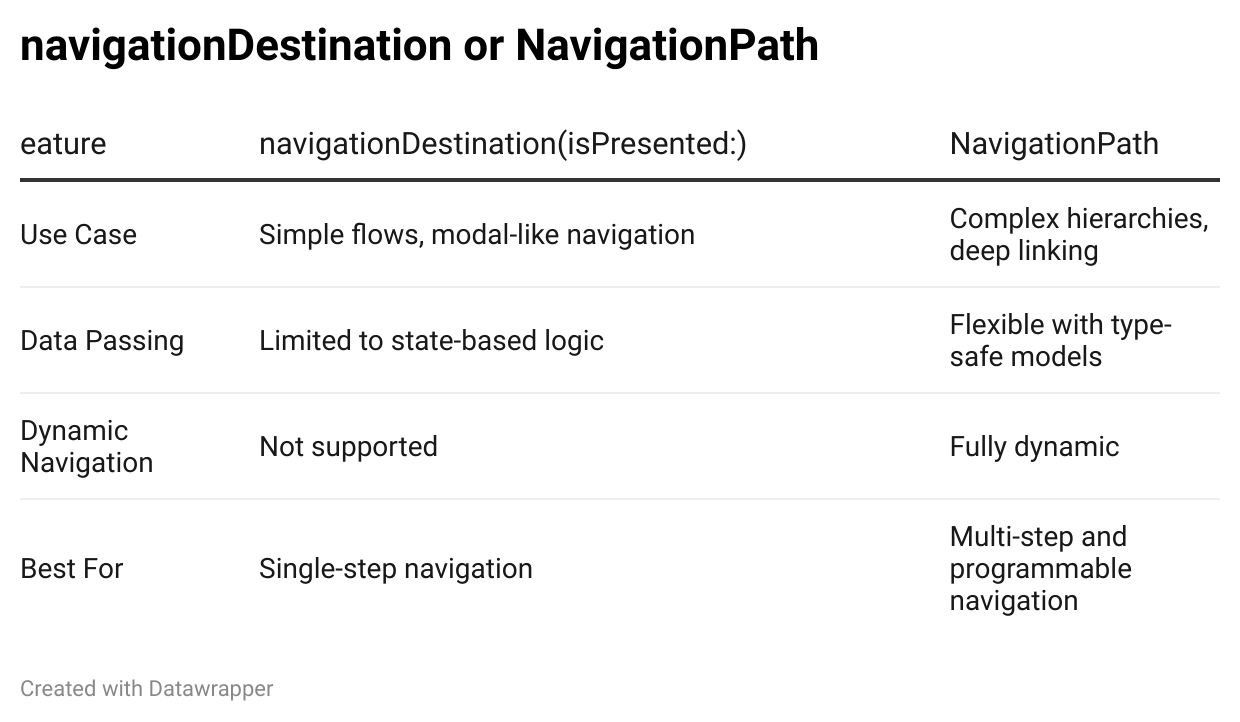 navigationDestination or NavigationPath
eature navigationDestination(isPresented:) NavigationPath
Use Case Simple flows, modal-like navigation Complex hierarchies,
deep linking
Data Passing Limited to state-based logic Flexible with type-
safe models
Dynamic
Navigation Not supported Fully dynamic
Best For Single-step navigation Multi-step and
programmable
navigation
Created with Datawrapper